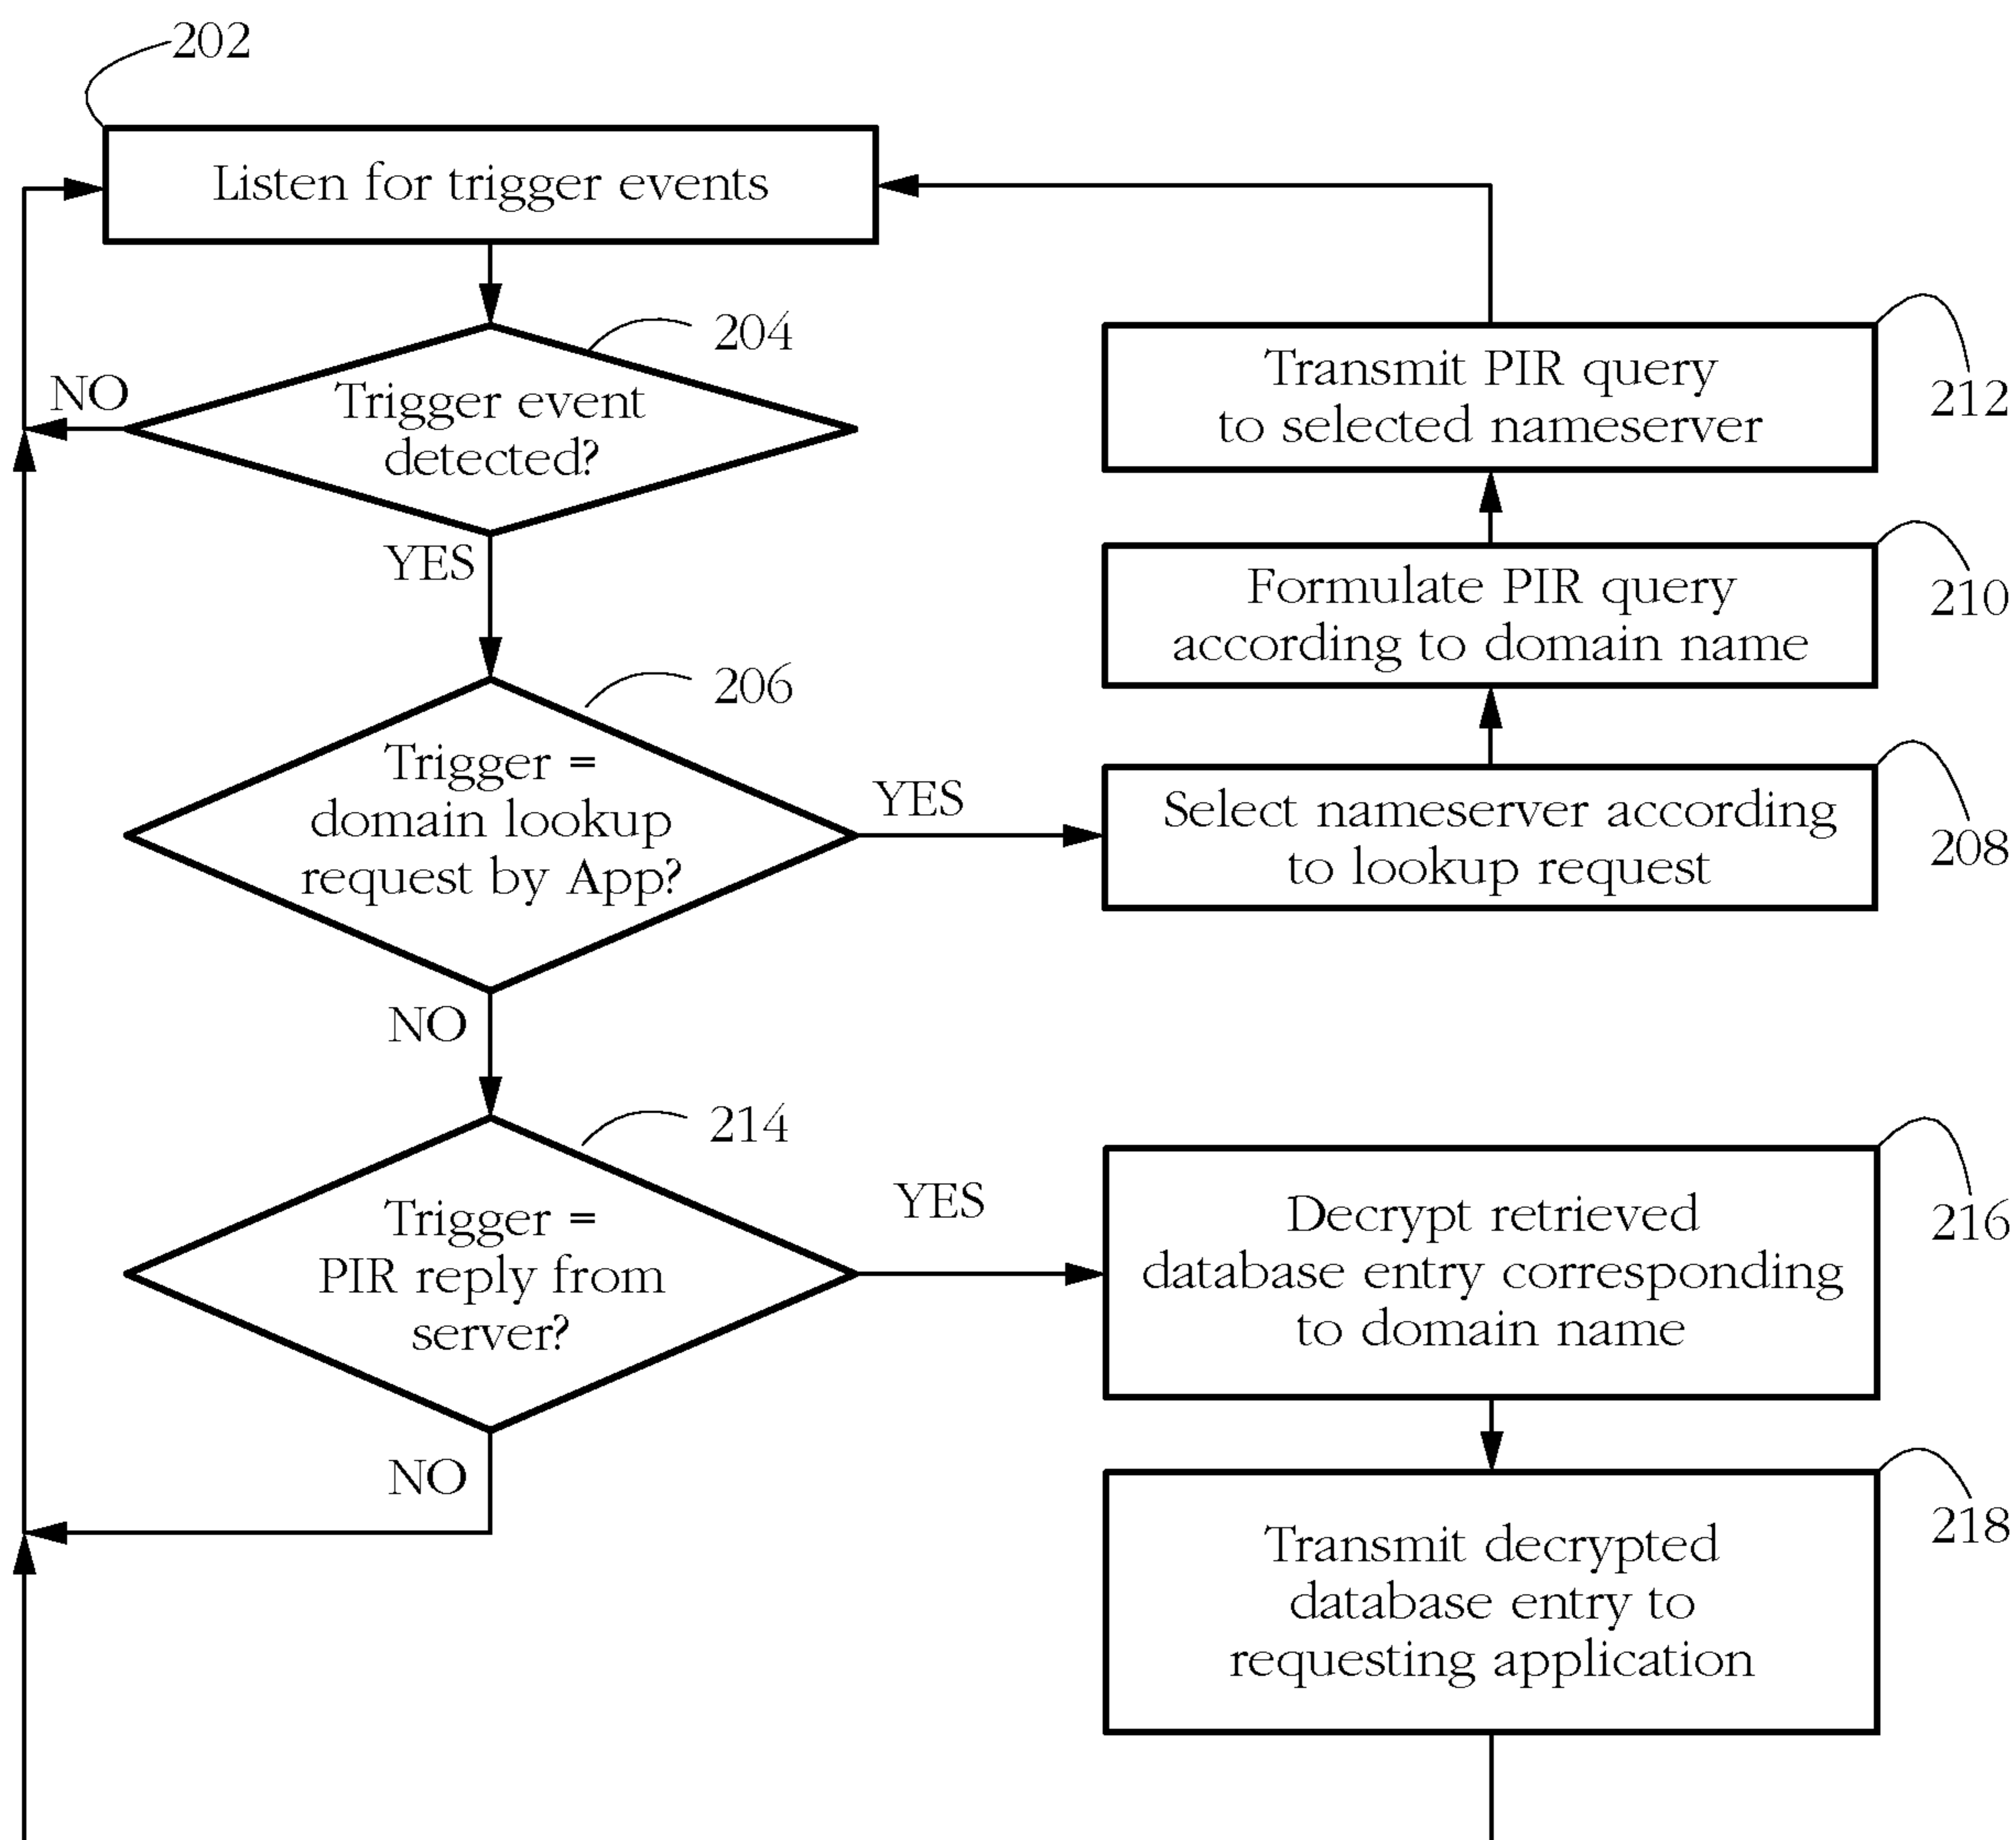 202
Listen for trigger events
204
Trigger event
detected?
NO
YES
206
Trigger =
domain lookup
request by App?
YES
NO
Transmit PIR query
to selected nameserver
212
Formulate PIR query
according to domain name
210
Select nameserver according
to lookup request
208
214
Trigger =
PIR reply from
server?
YES
NO
Decrypt retrieved
database entry corresponding
to domain name
216
Transmit decrypted
database entry to
requesting application
218